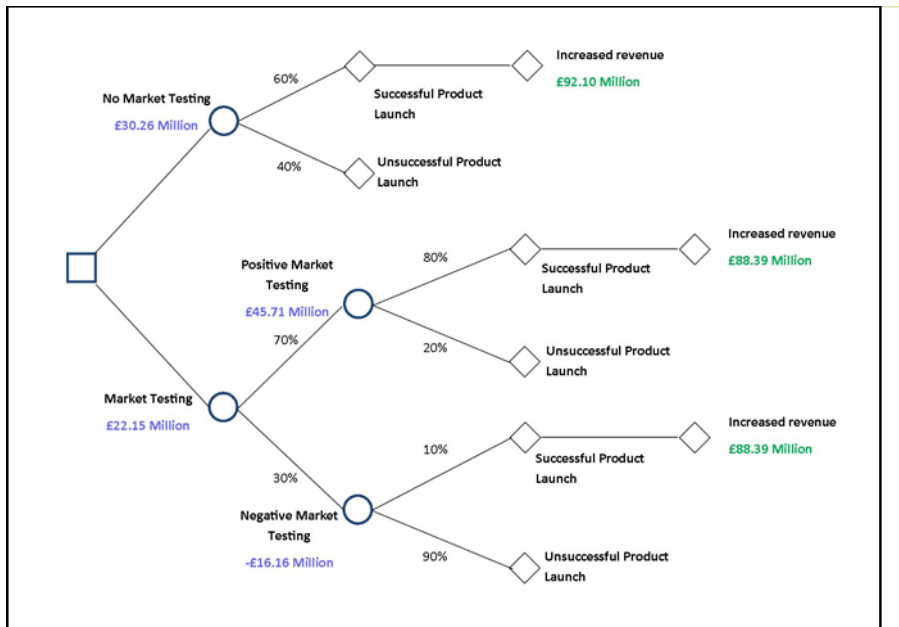 Increased revenue
£92.10 Million
60%
Successful Product
Launch
No Market Testing
£30.26 Million
40%
Unsuccessful Product
Launch
Increased revenue
£88.39 Million
80%
Successful Product
Launch
Positive Market
Testing
£45.71 Million
70%
20%
Unsuccessful Product
Launch
Market Testing
£22.15 Million
Increased revenue
£88.39 Million
10%
Successful Product
Launch
30%
Negative Market
Testing
-£16.16 Million
90%
Unsuccessful Product
Launch